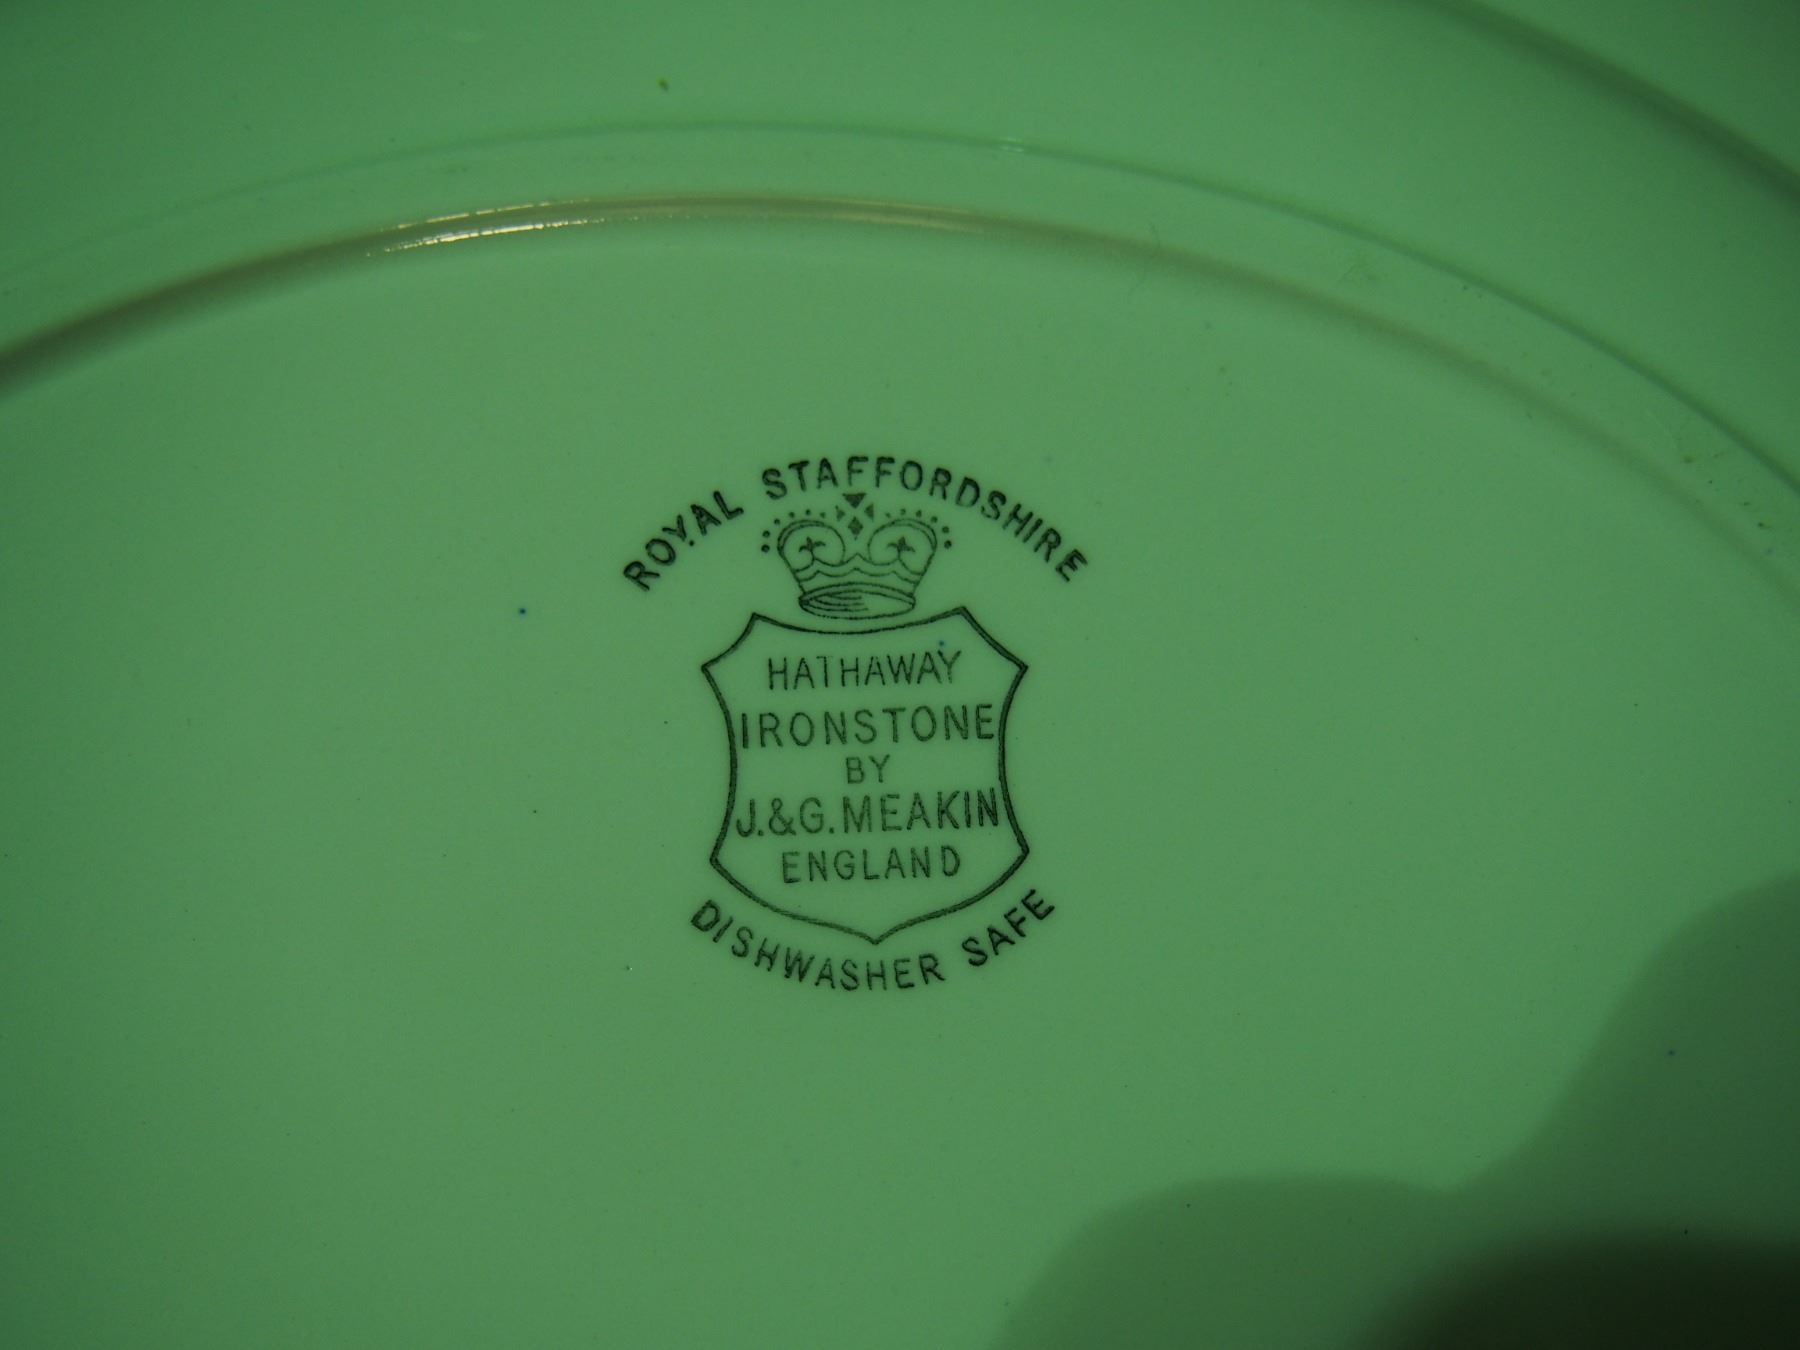 ROYAL STAFFORDSHIRE
HATHAWAY
IRONSTONE
BY
J.&G. MEAKIN
ENGLAND
DISHWASHER SAFE